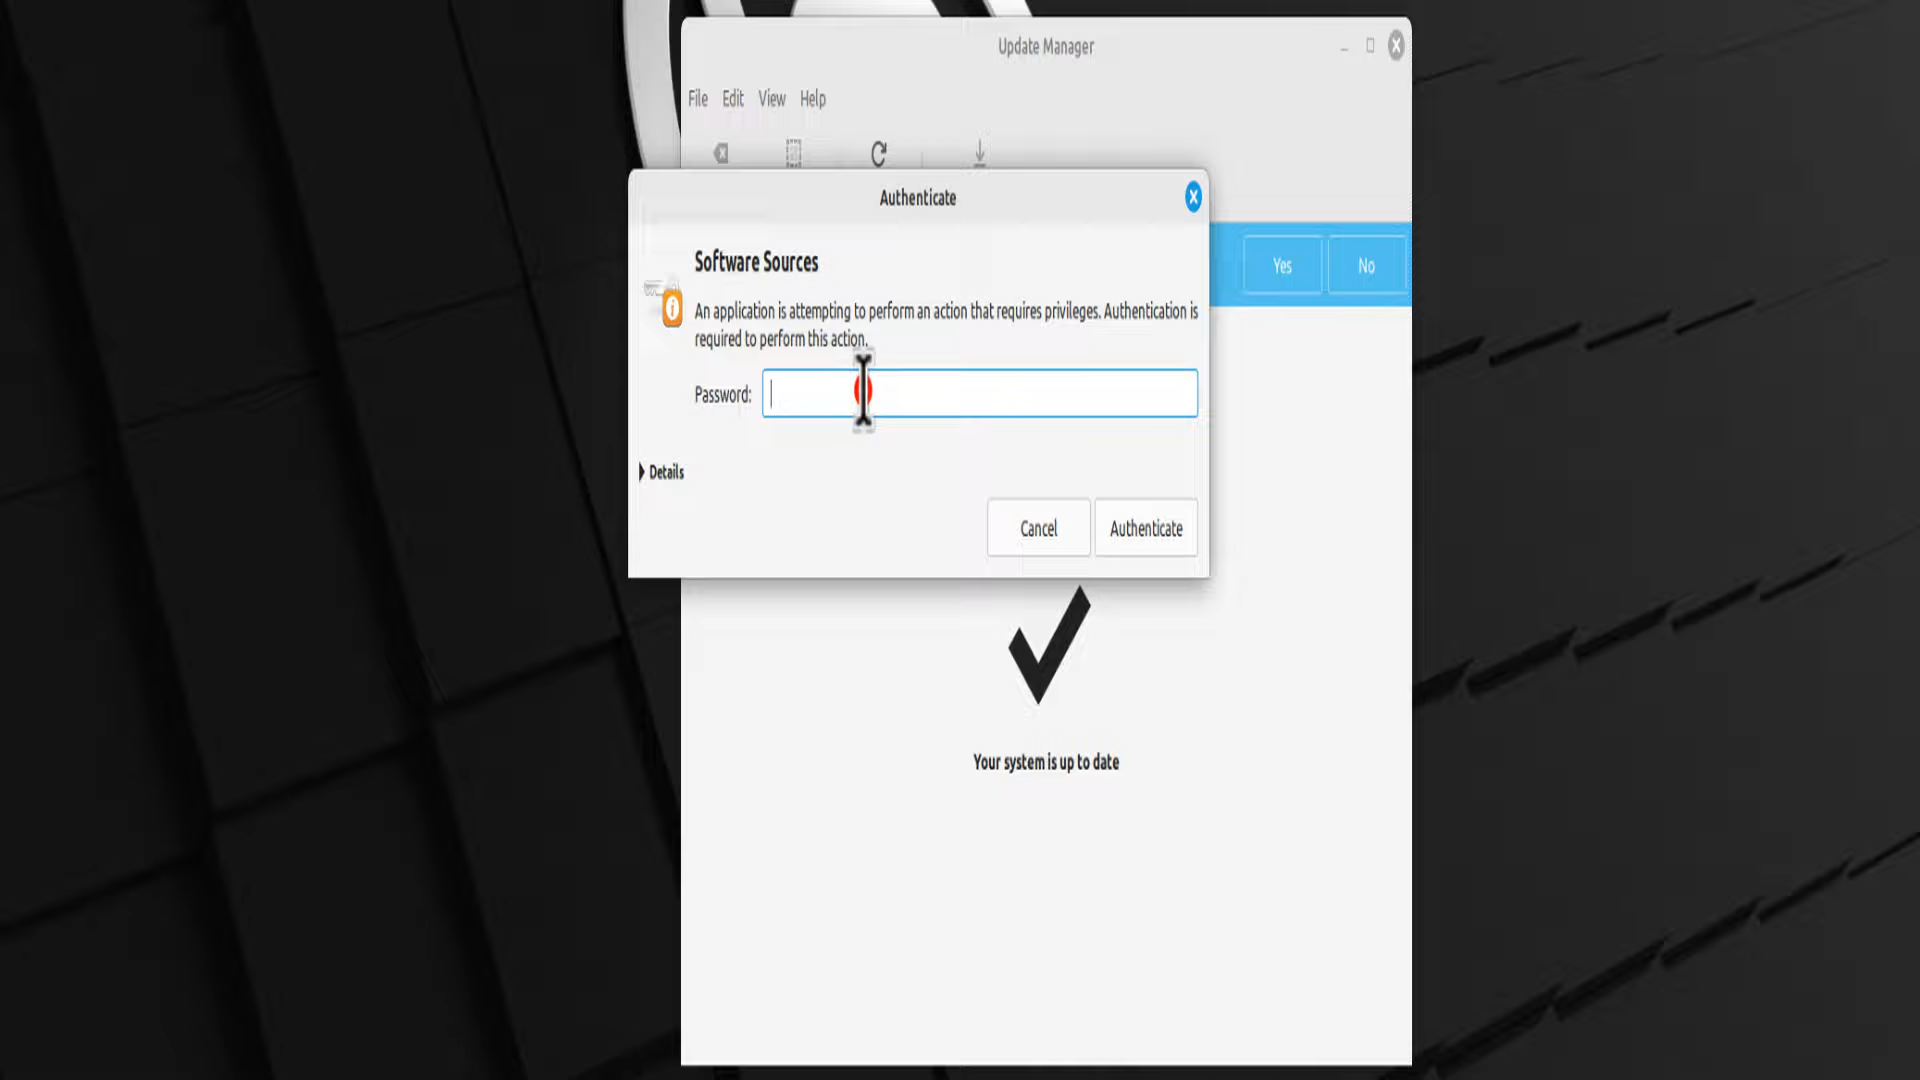 Update Manager
File Edit View Help
Authenticate
Software Sources
Yes No
An application is attempting to perform an action that requires privileges. Authentication is
required to perform this action.
Password:
Details
Cancel Authenticate
Your system is up to date